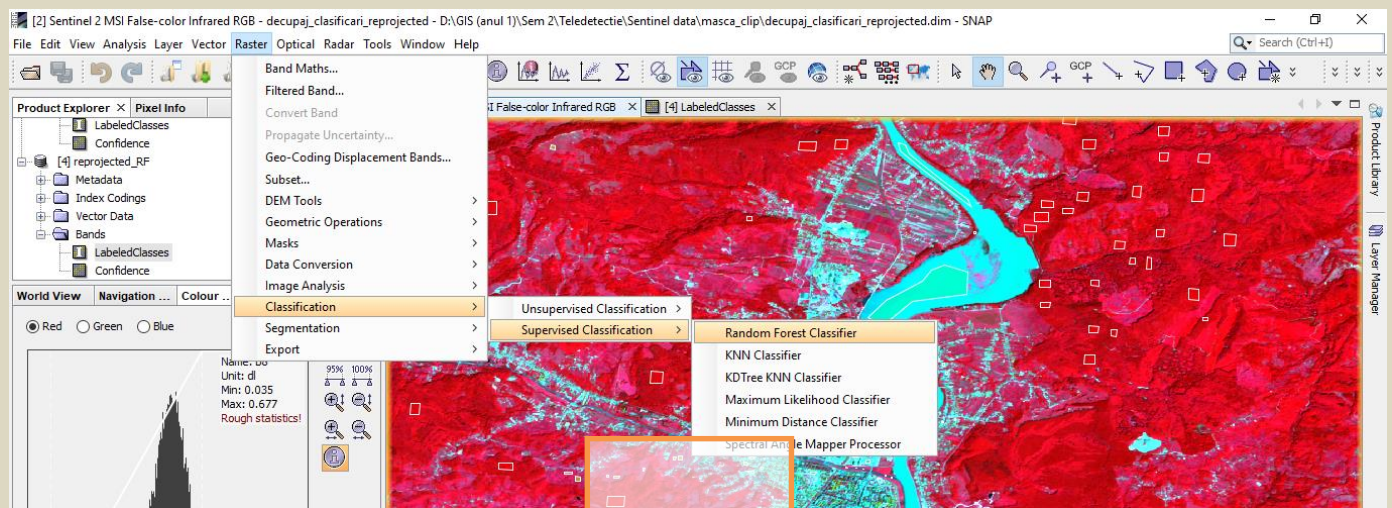 [2] Sentinel 2 MSI False-color Infrared RGB - decupaj_clasificari_reprojected - D:\GIS (anul 1)\Sem 2\Teledetectie\Sentinel data\masca_clip\decupaj_clasificari_reprojected.dim - SNAP
File Edit View Analysis Layer Vector Raster Optical Radar Tools Window Help
Search (Ctrl+I)
GCP
GCP
Product Explorer × Pixel Info
SI False-color Infrared RGB × [4] LabeledClasses ×
LabeledClasses
Confidence
[4] reprojected_RF
Metadata
Index Codings
Vector Data
Bands
LabeledClasses
Confidence
World View Navigation ... Colour ...
Red Green Blue
Unit: dl
Min: 0.035
Max: 0.677
Rough statistics!
95% 100%
Band Maths...
Filtered Band...
Convert Band
Propagate Uncertainty...
Geo-Coding Displacement Bands...
Subset...
DEM Tools >
Geometric Operations >
Masks >
Data Conversion >
Image Analysis >
Classification >
Segmentation >
Export >
Unsupervised Classification >
Supervised Classification >
Random Forest Classifier
KNN Classifier
KDTree KNN Classifier
Maximum Likelihood Classifier
Minimum Distance Classifier
Spectral Angle Mapper Processor
Product Library
Layer Manager